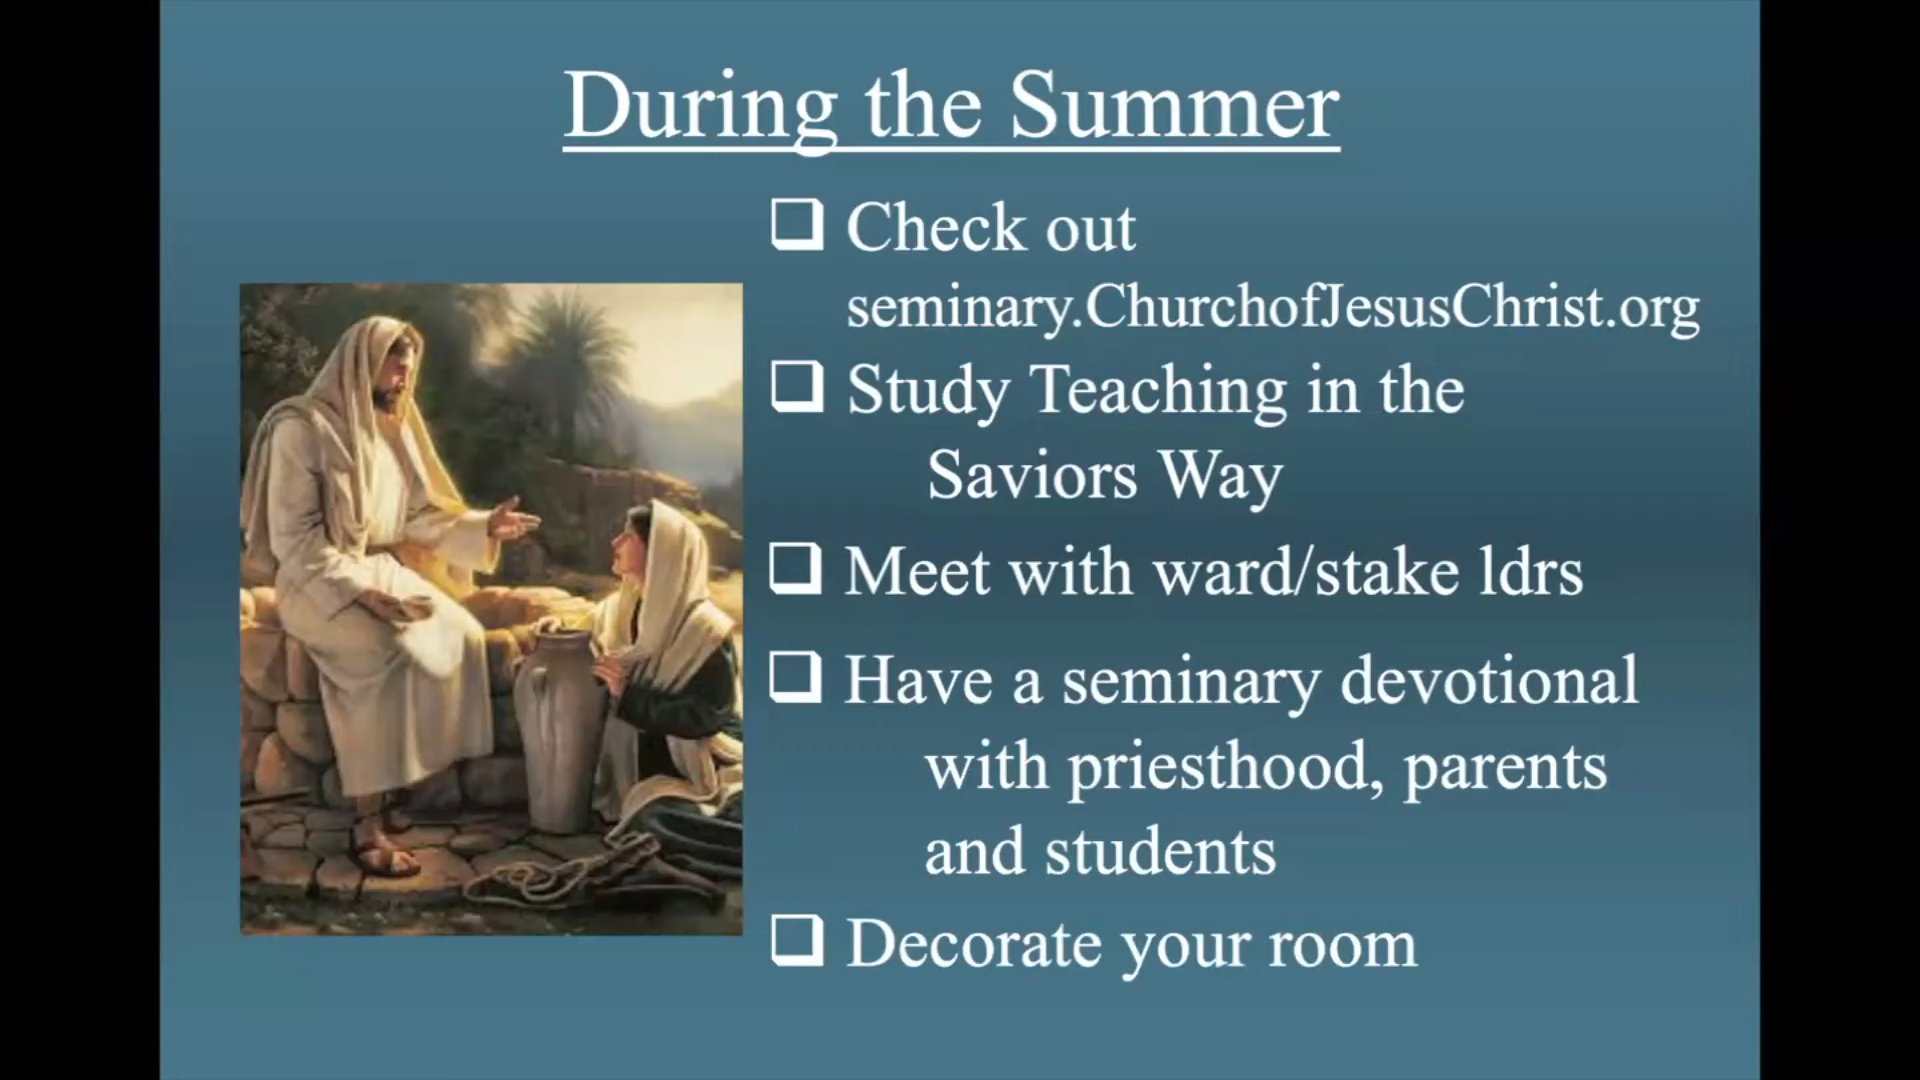 During the Summer
Check out
seminary.ChurchofJesusChrist.org
Study Teaching in the
Saviors Way
Meet with ward/stake ldrs
Have a seminary devotional
with priesthood, parents
and students
Decorate your room